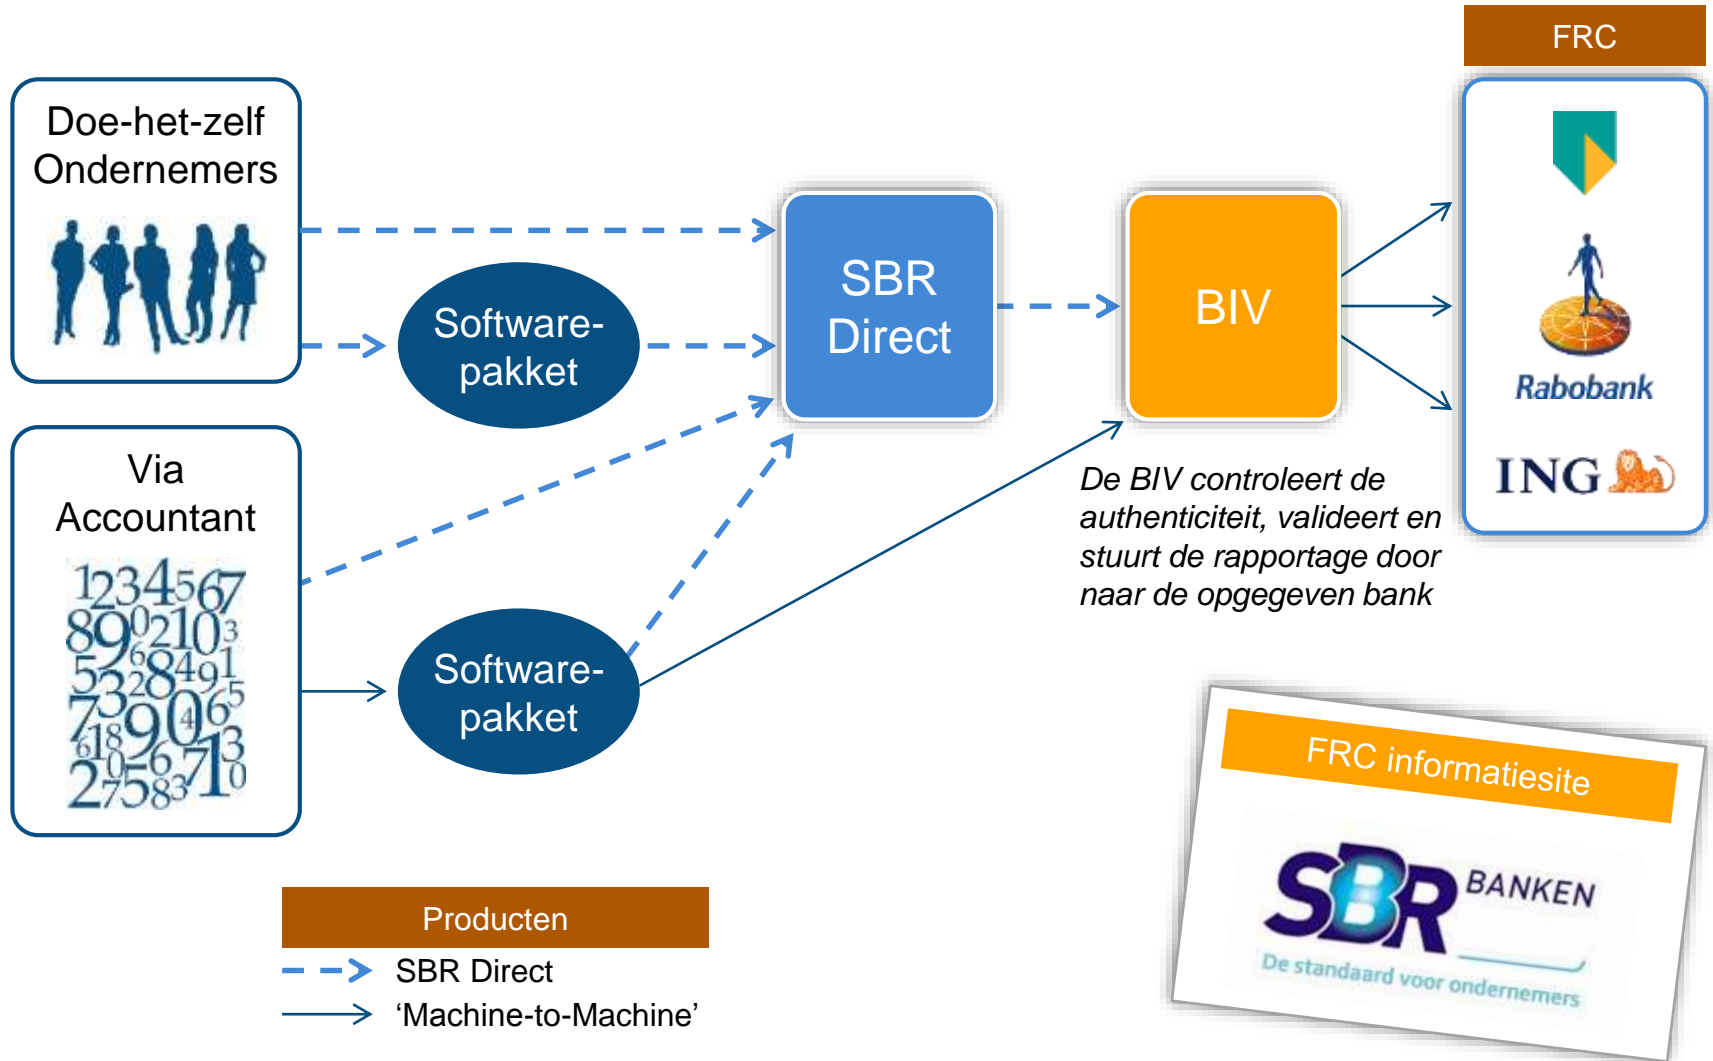 FRC
Doe-het-zelf
Ondernemers
Software-
pakket
SBR
Direct
BIV
Rabobank
ING
Via
Accountant
1234567
Software-
pakket
De BIV controleert de
authenticiteit, valideert en
stuurt de rapportage door
naar de opgegeven bank
FRC informatiesite
SBR BANKEN
De standaard voor ondernemers
Producten
SBR Direct
‘Machine-to-Machine’